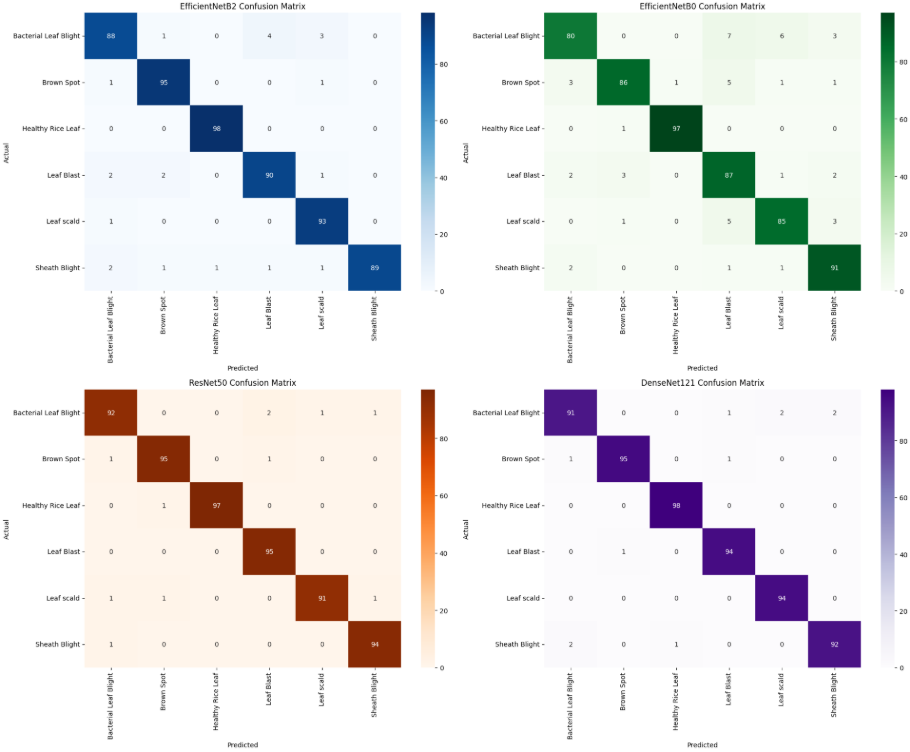 EfficientNetB2 Confusion Matrix
Bacterial Leaf Blight 88 1 0 4 3 0
Brown Spot 1 95 0 0 1 0
Healthy Rice Leaf 0 0 98 0 0 0
Leaf Blast 2 2 0 90 1 0
Leaf scald 1 0 0 0 93 0
Sheath Blight 2 1 1 1 1 89
Actual
Bacterial Leaf Blight
Brown Spot
Healthy Rice Leaf
Leaf Blast
Leaf scald
Sheath Blight
Predicted
80
60
40
20
0
EfficientNetB0 Confusion Matrix
Bacterial Leaf Blight 80 0 0 7 6 3
Brown Spot 3 86 1 5 1 1
Healthy Rice Leaf 0 1 97 0 0 0
Leaf Blast 2 3 0 87 1 2
Leaf scald 0 1 0 5 85 3
Sheath Blight 2 0 0 1 1 91
Actual
Bacterial Leaf Blight
Brown Spot
Healthy Rice Leaf
Leaf Blast
Leaf scald
Sheath Blight
Predicted
80
60
40
20
0
ResNet50 Confusion Matrix
Bacterial Leaf Blight 92 0 0 2 1 1
Brown Spot 1 95 0 1 0 0
Healthy Rice Leaf 0 1 97 0 0 0
Leaf Blast 0 0 0 95 0 0
Leaf scald 1 1 0 0 91 1
Sheath Blight 1 0 0 0 0 94
Actual
Bacterial Leaf Blight
Brown Spot
Healthy Rice Leaf
Leaf Blast
Leaf scald
Sheath Blight
Predicted
80
60
40
20
0
DenseNet121 Confusion Matrix
Bacterial Leaf Blight 91 0 0 1 2 2
Brown Spot 1 95 0 1 0 0
Healthy Rice Leaf 0 0 98 0 0 0
Leaf Blast 0 1 0 94 0 0
Leaf scald 0 0 0 0 94 0
Sheath Blight 2 0 1 0 0 92
Actual
Bacterial Leaf Blight
Brown Spot
Healthy Rice Leaf
Leaf Blast
Leaf scald
Sheath Blight
Predicted
80
60
40
20
0